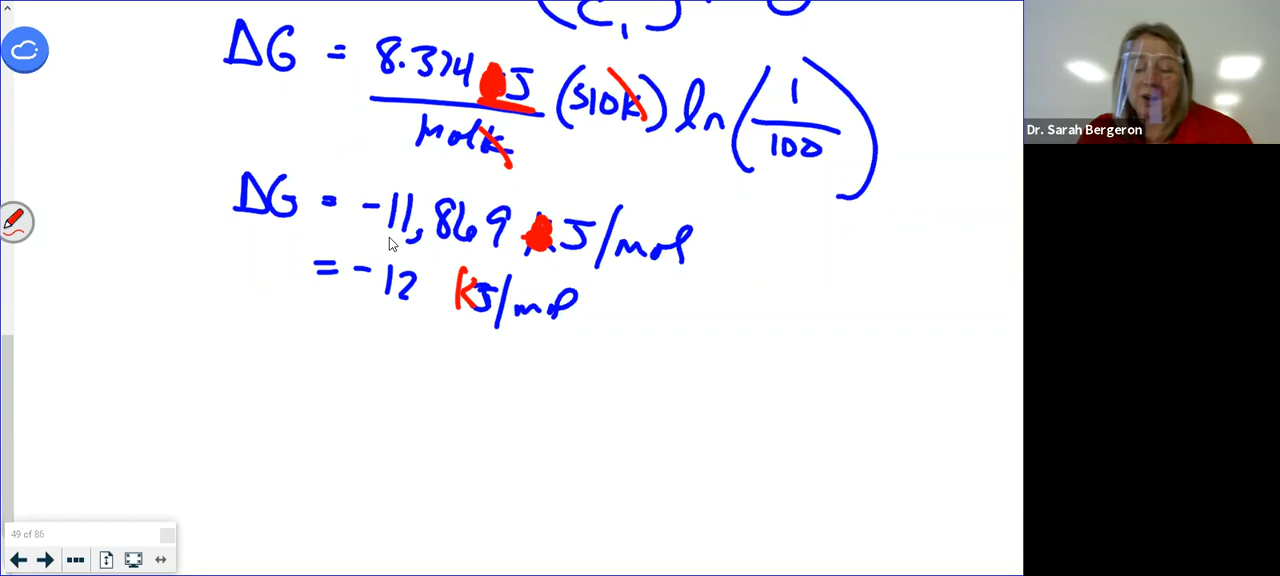 ΔG = 8.314 J / mol K (310K) ln (1/100)
ΔG = -11,869 J/mol
= -12 KJ/mol
Dr. Sarah Bergeron
49 of 86